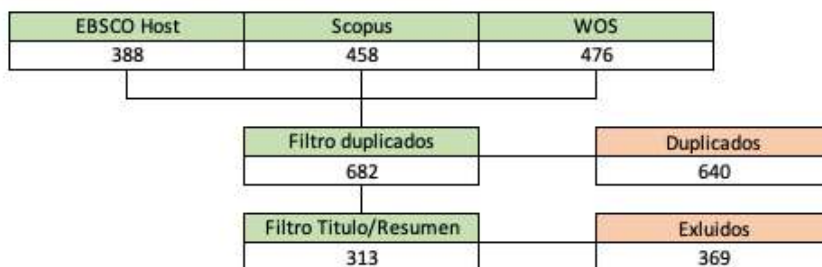 EBSCO Host Scopus WOS
388 458 476
Filtro duplicados Duplicados
682 640
Filtro Titulo/Resumen Exluidos
313 369